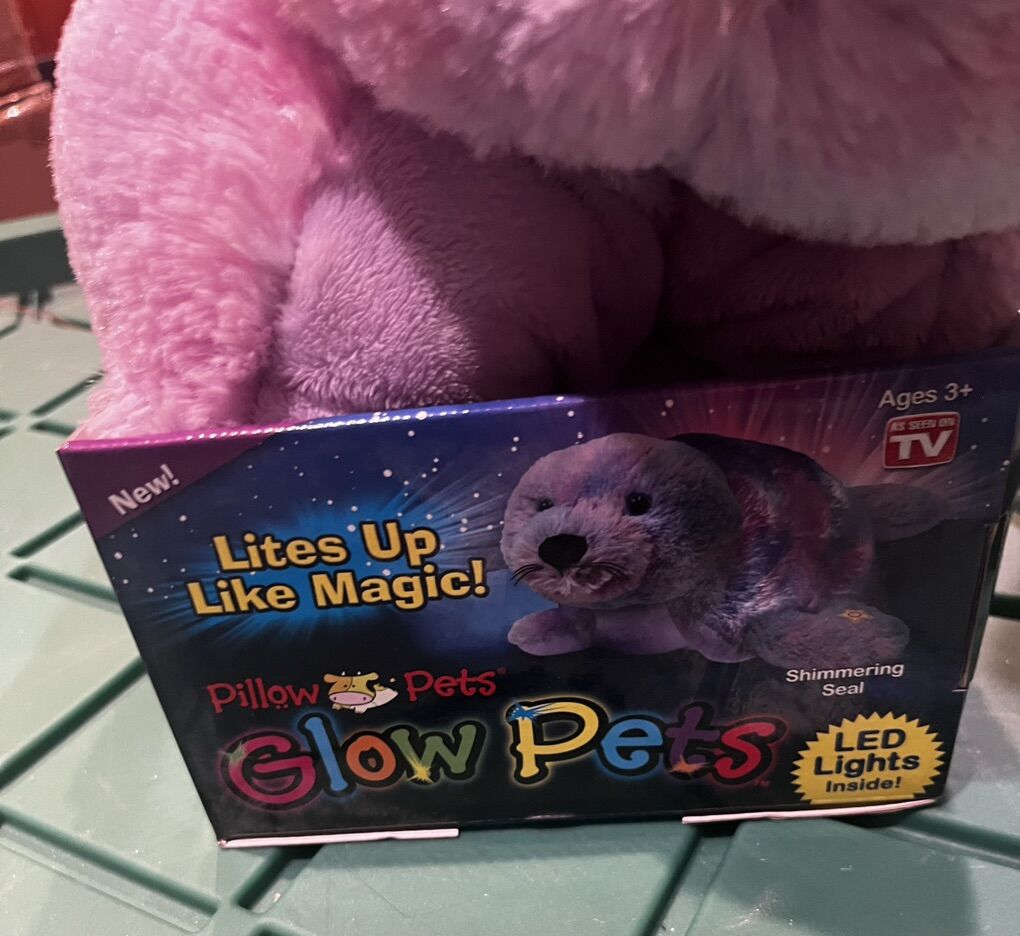 New!
Ages 3+
AS SEEN ON
TV
Lites Up
Like Magic!
Shimmering
Seal
Pillow Pets
Glow Pets
LED
Lights
Inside!